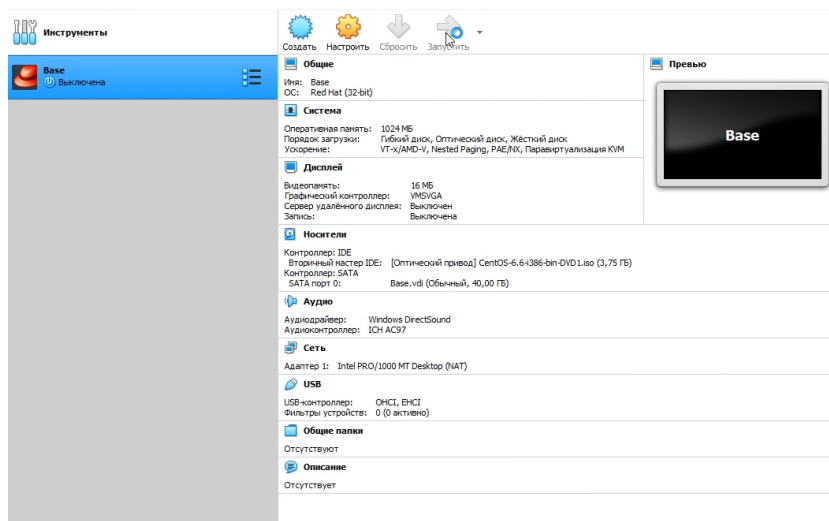 Инструменты
Создать Настроить Сбросить Запустить
Base
Выключена
Общие
Имя: Base
ОС: Red Hat (32-bit)
Превью
Base
Система
Оперативная память: 1024 МБ
Порядок загрузки: Гибкий диск, Оптический диск, Жёсткий диск
Ускорение: VT-x/AMD-V, Nested Paging, PAE/NX, Паравиртуализация KVM
Дисплей
Видеопамять: 16 МБ
Графический контроллер: VMSVGA
Сервер удалённого дисплея: Выключен
Запись: Выключена
Носители
Контроллер: IDE
Вторичный мастер IDE: [Оптический привод] CentOS-6.6-i386-bin-DVD1.iso (3,75 ГБ)
Контроллер: SATA
SATA порт 0: Base.vdi (Обычный, 40,00 ГБ)
Аудио
Аудиодрайвер: Windows DirectSound
Аудиоконтроллер: ICH AC97
Сеть
Адаптер 1: Intel PRO/1000 MT Desktop (NAT)
USB
USB-контроллер: OHCI, EHCI
Фильтры устройств: 0 (0 активно)
Общие папки
Отсутствуют
Описание
Отсутствует